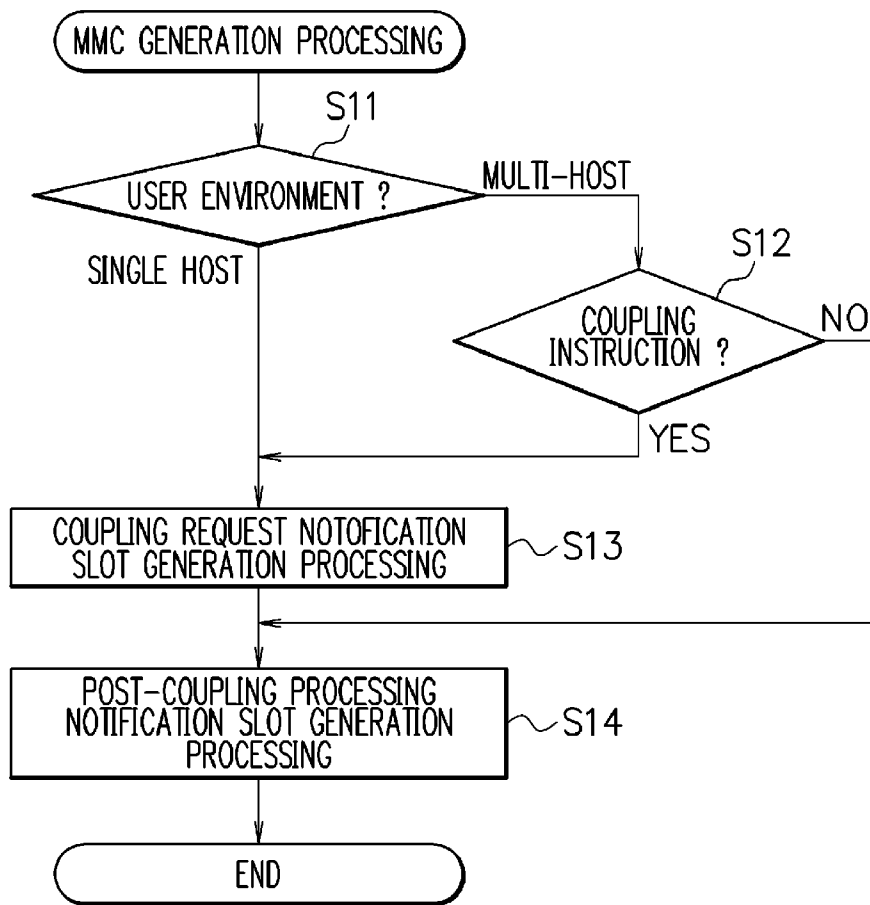 MMC GENERATION PROCESSING
S11
USER ENVIRONMENT ?
MULTI-HOST
SINGLE HOST
S12
COUPLING
INSTRUCTION ?
NO
YES
COUPLING REQUEST NOTOFICATION
SLOT GENERATION PROCESSING
S13
POST-COUPLING PROCESSING
NOTIFICATION SLOT GENERATION
PROCESSING
S14
END